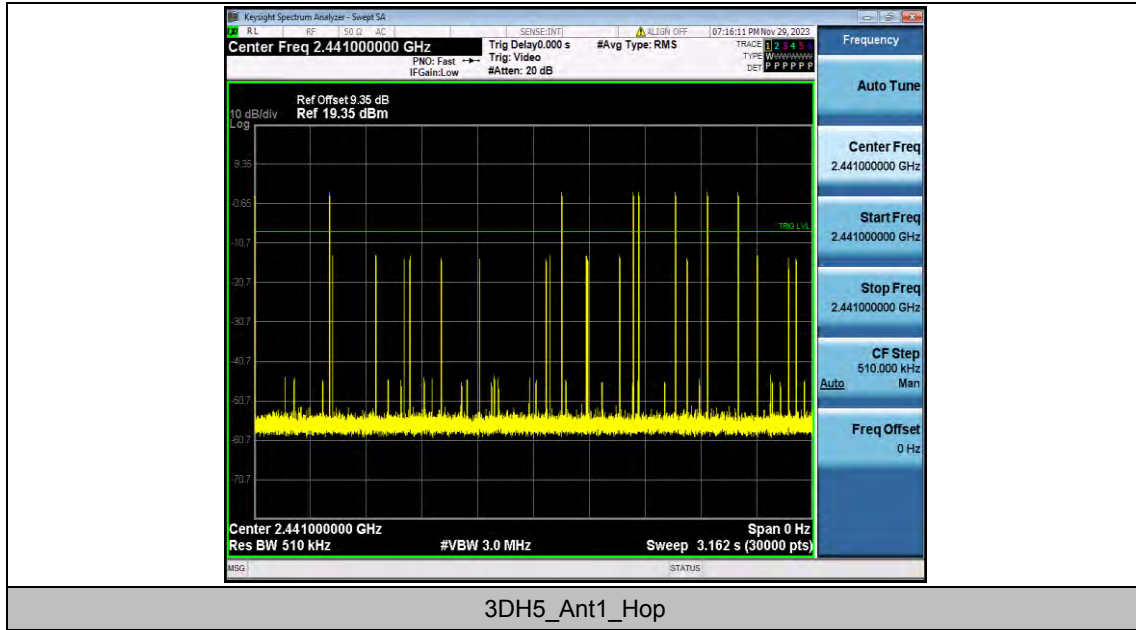 Keysight Spectrum Analyzer - Swept SA
RL RF 50 Ω AC SENSE:INT ALIGN OFF 07:16:11 PM Nov 29, 2023
Center Freq 2.441000000 GHz
PNO: Fast
IFGain:Low
Trig Delay0.000 s
Trig: Video
#Atten: 20 dB
#Avg Type: RMS
TRACE 1 2 3 4 5 6
TYPE W
DET P P P P P P
10 dB/div
Log
Ref Offset 9.35 dB
Ref 19.35 dBm
9.35
-0.65
-10.7
-20.7
-30.7
-40.7
-50.7
-60.7
-70.7
TRIG LVL
Center 2.441000000 GHz
Span 0 Hz
Res BW 510 kHz
#VBW 3.0 MHz
Sweep 3.162 s (30000 pts)
MSG
STATUS
Frequency
Auto Tune
Center Freq
2.441000000 GHz
Start Freq
2.441000000 GHz
Stop Freq
2.441000000 GHz
CF Step
510.000 kHz
Auto Man
Freq Offset
0 Hz
3DH5_Ant1_Hop